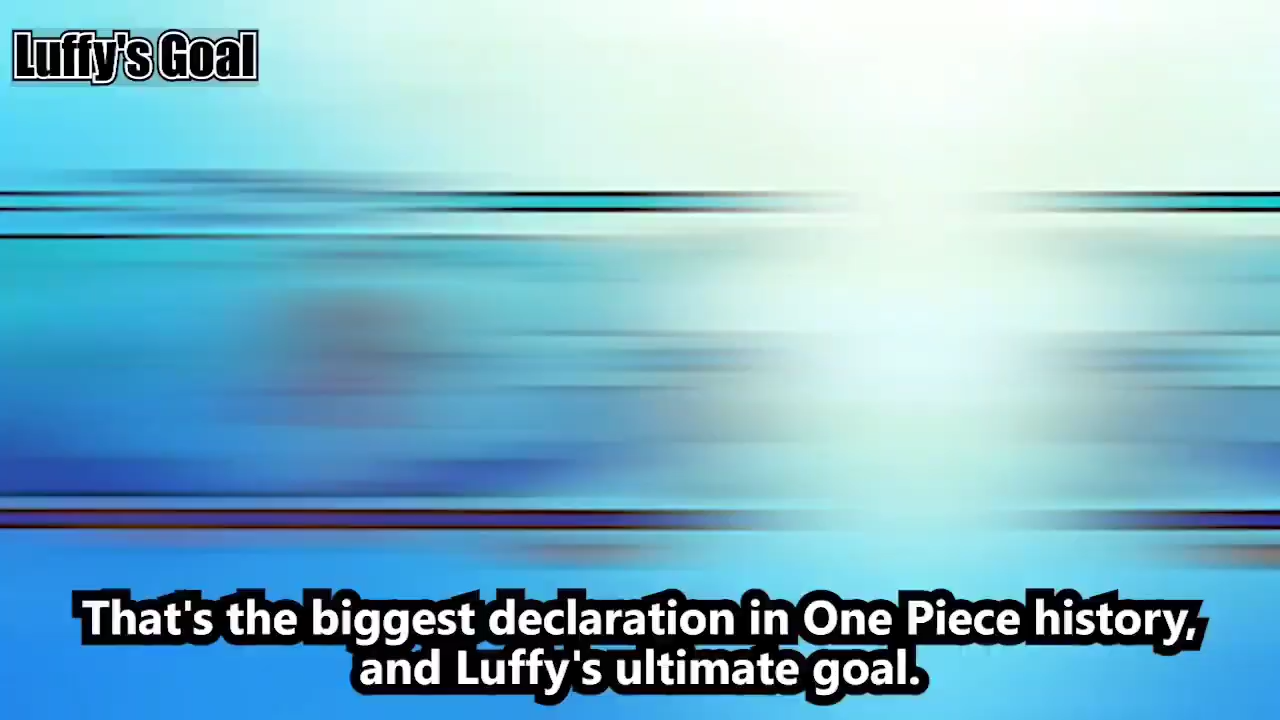 Luffy's Goal
That's the biggest declaration in One Piece history,
and Luffy's ultimate goal.